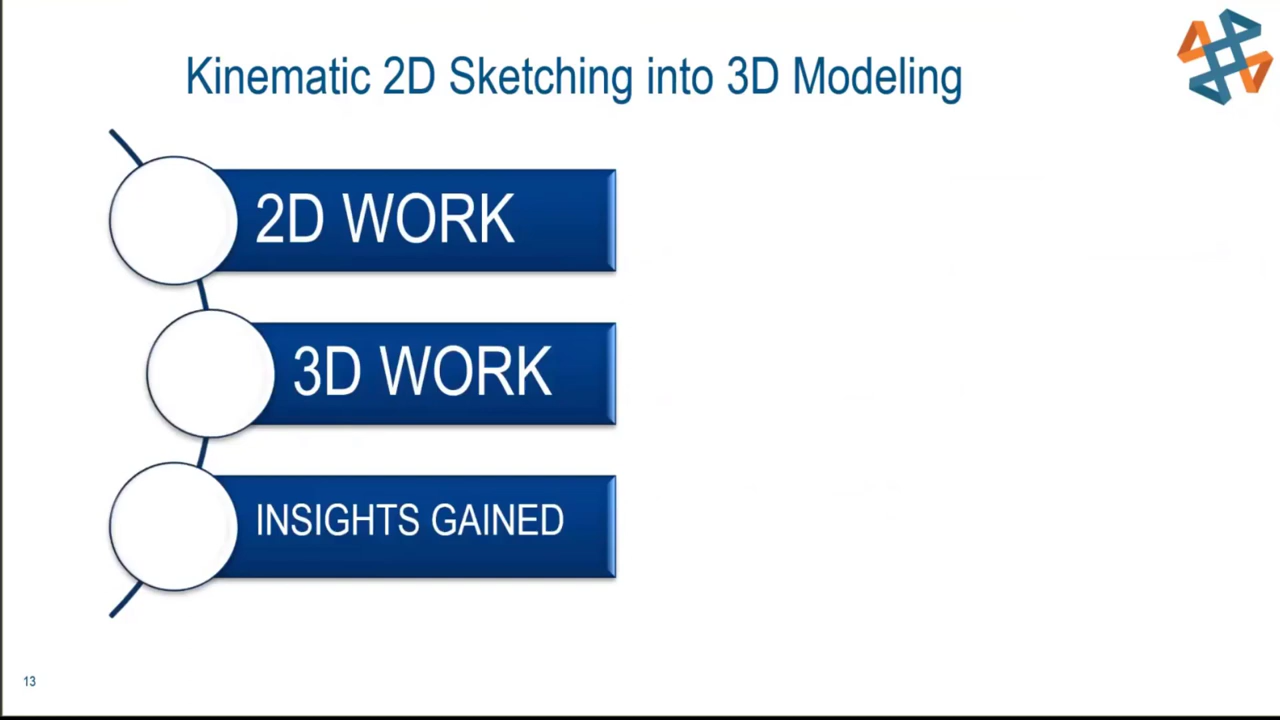 Kinematic 2D Sketching into 3D Modeling
2D WORK
3D WORK
INSIGHTS GAINED
13